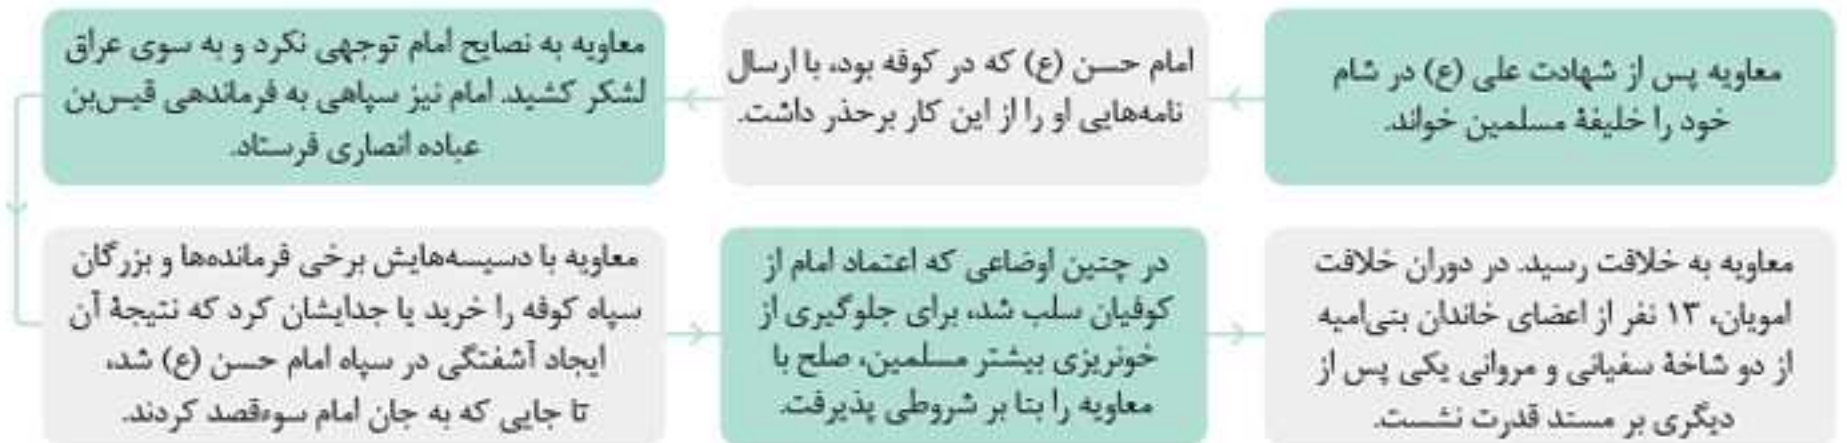 معاویه پس از شهادت علی (ع) در شام
خود را خلیفهٔ مسلمین خواند.
امام حسن (ع) که در کوفه بود، با ارسال
نامه‌هایی او را از این کار برحذر داشت.
معاویه به نصایح امام توجهی نکرد و به سوی عراق
لشکر کشید. امام نیز سپاهی به فرماندهی قیس‌بن
عباده انصاری فرستاد.
معاویه با دسیسه‌هایش برخی فرمانده‌ها و بزرگان
سپاه کوفه را خرید یا جدایشان کرد که نتیجهٔ آن
ایجاد آشفتگی در سپاه امام حسن (ع) شد،
تا جایی که به جان امام سوءقصد کردند.
در چنین اوضاعی که اعتماد امام از
کوفیان سلب شد، برای جلوگیری از
خونریزی بیشتر مسلمین، صلح با
معاویه را بنا بر شروطی پذیرفت.
معاویه به خلافت رسید. در دوران خلافت
امویان، ۱۳ نفر از اعضای خاندان بنی‌امیه
از دو شاخهٔ سفیانی و مروانی یکی پس از
دیگری بر مسند قدرت نشست.